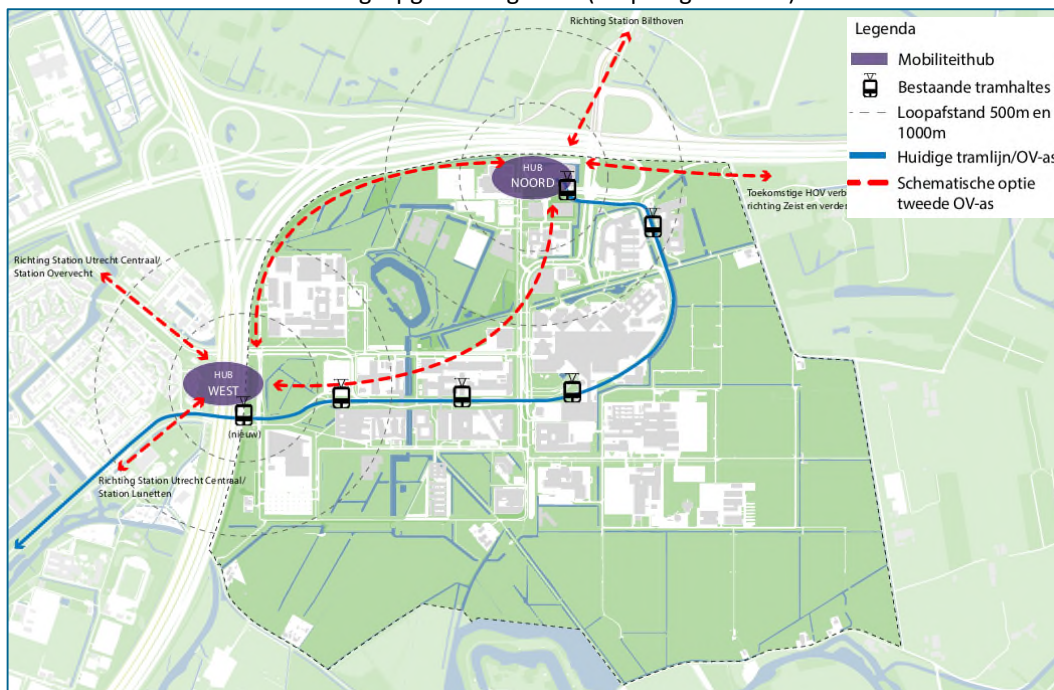 Richting Station Bilthoven
Legenda
Mobiliteithub
Bestaande tramhaltes
Loopafstand 500m en
1000m
Huidige tramlijn/OV-as
Schematische optie
tweede OV-as
HUB
NOORD
Toekomstige HOV
richting Zeist en
Richting Station Utrecht Centraal/
Station Overvecht
HUB
WEST
(nieuw)
Richting Station Utrecht Centraal/
Station Lunetten